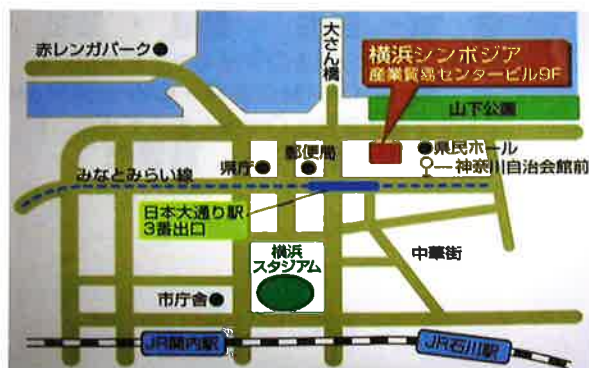 赤レンガパーク
大さん橋
横浜シンポジア
産業貿易センタービル9F
山下公園
県庁
郵便局
県民ホール
神奈川自治会館前
みなとみらい線
日本大通り駅
3番出口
横浜
スタジアム
中華街
市庁舎
JR関内駅
JR石川駅